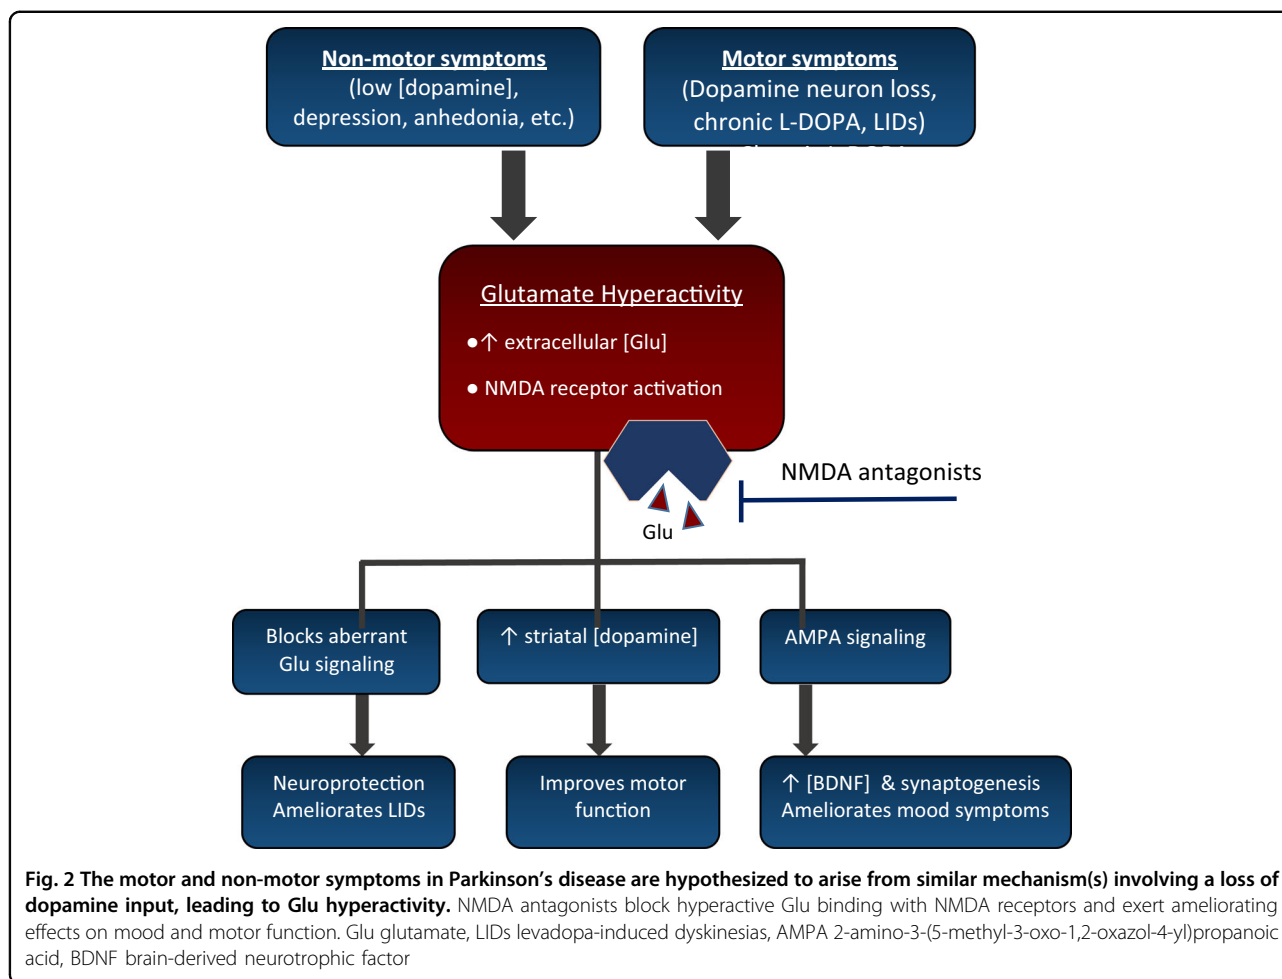 Non-motor symptoms
(low [dopamine],
depression, anhedonia, etc.)
Motor symptoms
(Dopamine neuron loss,
chronic L-DOPA, LIDs)
Glutamate Hyperactivity
●↑ extracellular [Glu]
● NMDA receptor activation
NMDA antagonists
Glu
Blocks aberrant
Glu signaling
↑ striatal [dopamine]
AMPA signaling
Neuroprotection
Ameliorates LIDs
Improves motor
function
↑ [BDNF] & synaptogenesis
Ameliorates mood symptoms
Fig. 2 The motor and non-motor symptoms in Parkinson's disease are hypothesized to arise from similar mechanism(s) involving a loss of
dopamine input, leading to Glu hyperactivity. NMDA antagonists block hyperactive Glu binding with NMDA receptors and exert ameliorating
effects on mood and motor function. Glu glutamate, LIDs levadopa-induced dyskinesias, AMPA 2-amino-3-(5-methyl-3-oxo-1,2-oxazol-4-yl)propanoic
acid, BDNF brain-derived neurotrophic factor